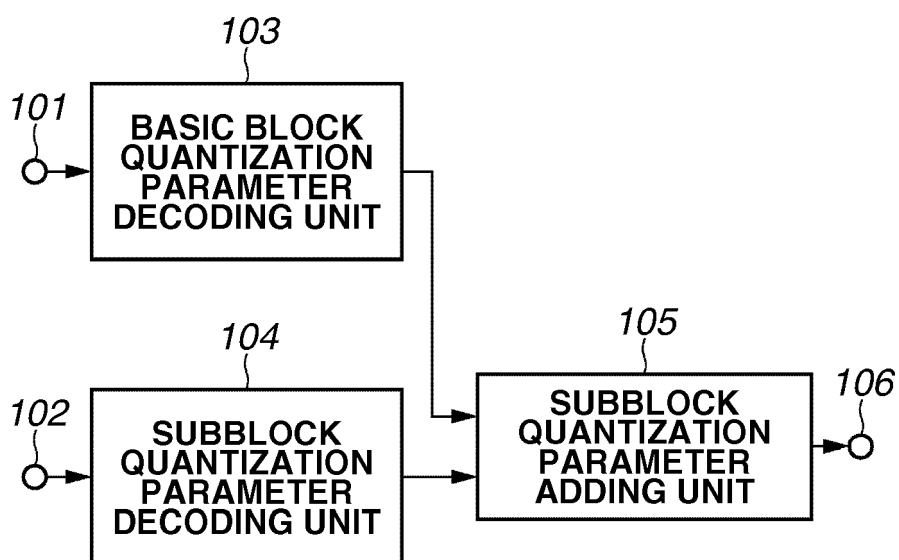 103
101
BASIC BLOCK
QUANTIZATION
PARAMETER
DECODING UNIT
104
102
SUBBLOCK
QUANTIZATION
PARAMETER
DECODING UNIT
105
106
SUBBLOCK
QUANTIZATION
PARAMETER
ADDING UNIT